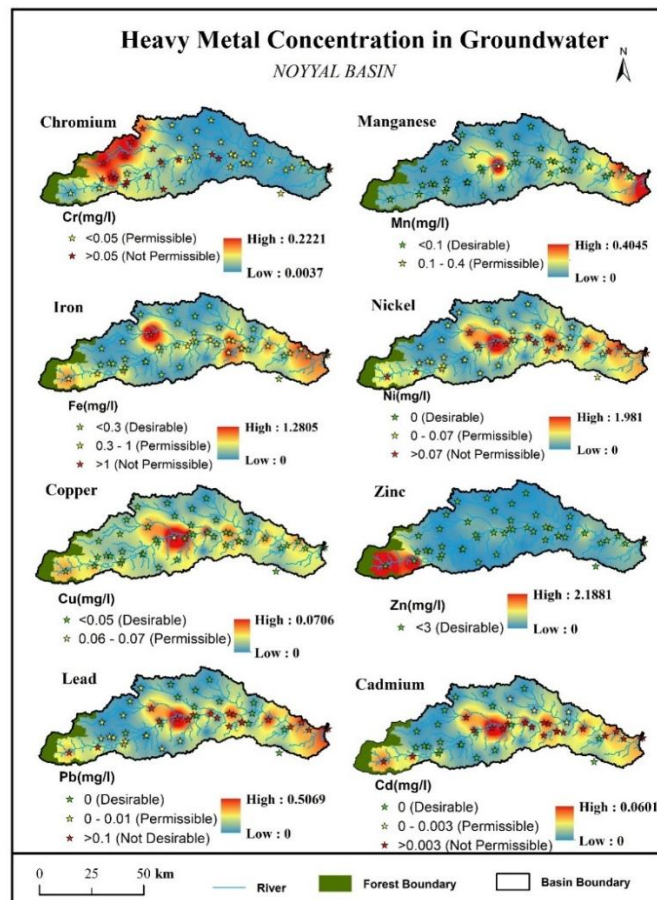 Heavy Metal Concentration in Groundwater
NOYYAL BASIN
N
Chromium
Cr(mg/l)
<0.05 (Permissible)
>0.05 (Not Permissible)
High : 0.2221
Low : 0.0037
Manganese
Mn(mg/l)
<0.1 (Desirable)
0.1 - 0.4 (Permissible)
High : 0.4045
Low : 0
Iron
Fe(mg/l)
<0.3 (Desirable)
0.3 - 1 (Permissible)
>1 (Not Permissible)
High : 1.2805
Low : 0
Nickel
Ni(mg/l)
0 (Desirable)
0 - 0.07 (Permissible)
>0.07 (Not Permissible)
High : 1.981
Low : 0
Copper
Cu(mg/l)
<0.05 (Desirable)
0.06 - 0.07 (Permissible)
High : 0.0706
Low : 0
Zinc
Zn(mg/l)
<3 (Desirable)
High : 2.1881
Low : 0
Lead
Pb(mg/l)
0 (Desirable)
0 - 0.01 (Permissible)
>0.1 (Not Desirable)
High : 0.5069
Low : 0
Cadmium
Cd(mg/l)
0 (Desirable)
0 - 0.003 (Permissible)
>0.003 (Not Permissible)
High : 0.0601
Low : 0
0 25 50 km
River
Forest Boundary
Basin Boundary